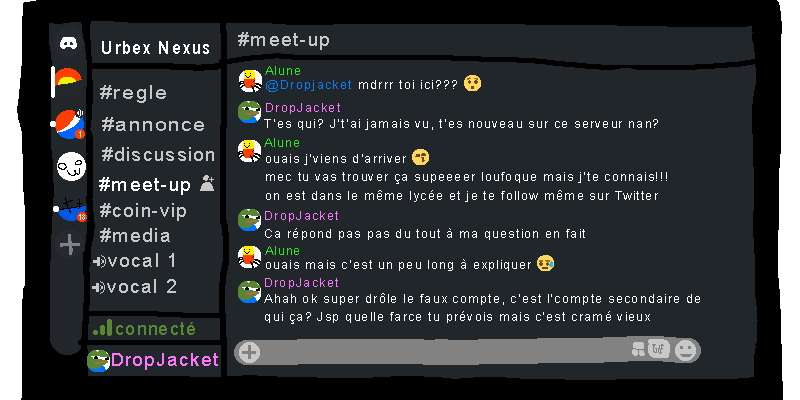 Urbex Nexus
#regle
#annonce
#discussion
#meet-up
#coin-vip
#média
vocal 1
vocal 2
connecté
DropJacket
#meet-up
Alune
@Dropjacket mdrrr toi ici???
DropJacket
T'es qui? J't'ai jamais vu, t'es nouveau sur ce serveur nan?
Alune
ouais j'viens d'arriver
mec tu vas trouver ça supeeeer loufoque mais j'te connais!!!
on est dans le même lycée et je te follow même sur Twitter
DropJacket
Ca répond pas pas du tout à ma question en fait
Alune
ouais mais c'est un peu long à expliquer
DropJacket
Ahah ok super drôle le faux compte, c'est l'compte secondaire de
qui ça? Jsp quelle farce tu prévois mais c'est cramé vieux
GIF